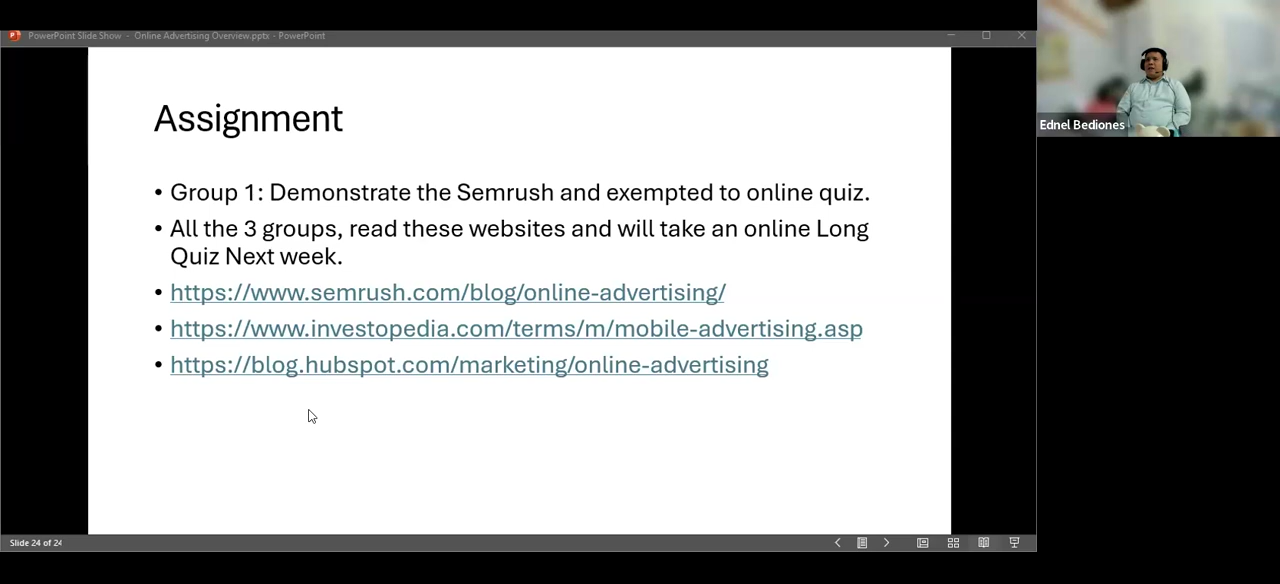 PowerPoint Slide Show - Online Advertising Overview.pptx - PowerPoint
Ednel Bediones
Assignment
• Group 1: Demonstrate the Semrush and exempted to online quiz.
• All the 3 groups, read these websites and will take an online Long
Quiz Next week.
• https://www.semrush.com/blog/online-advertising/
• https://www.investopedia.com/terms/m/mobile-advertising.asp
• https://blog.hubspot.com/marketing/online-advertising
Slide 24 of 24